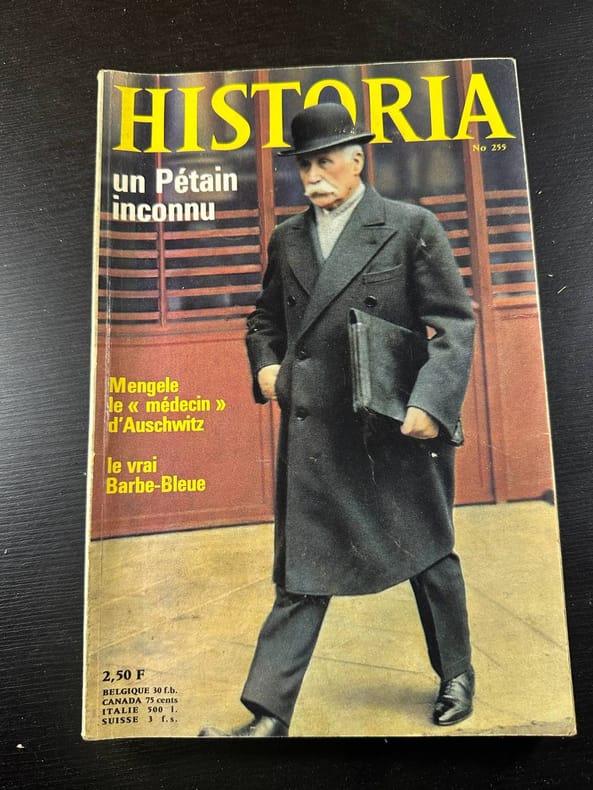 HISTORIA
No 255
un Pétain
inconnu
Mengele
le « médecin »
d'Auschwitz
le vrai
Barbe-Bleue
2,50 F
BELGIQUE 30 f.b.
CANADA 75 cents
ITALIE 500 l.
SUISSE 3 f.s.